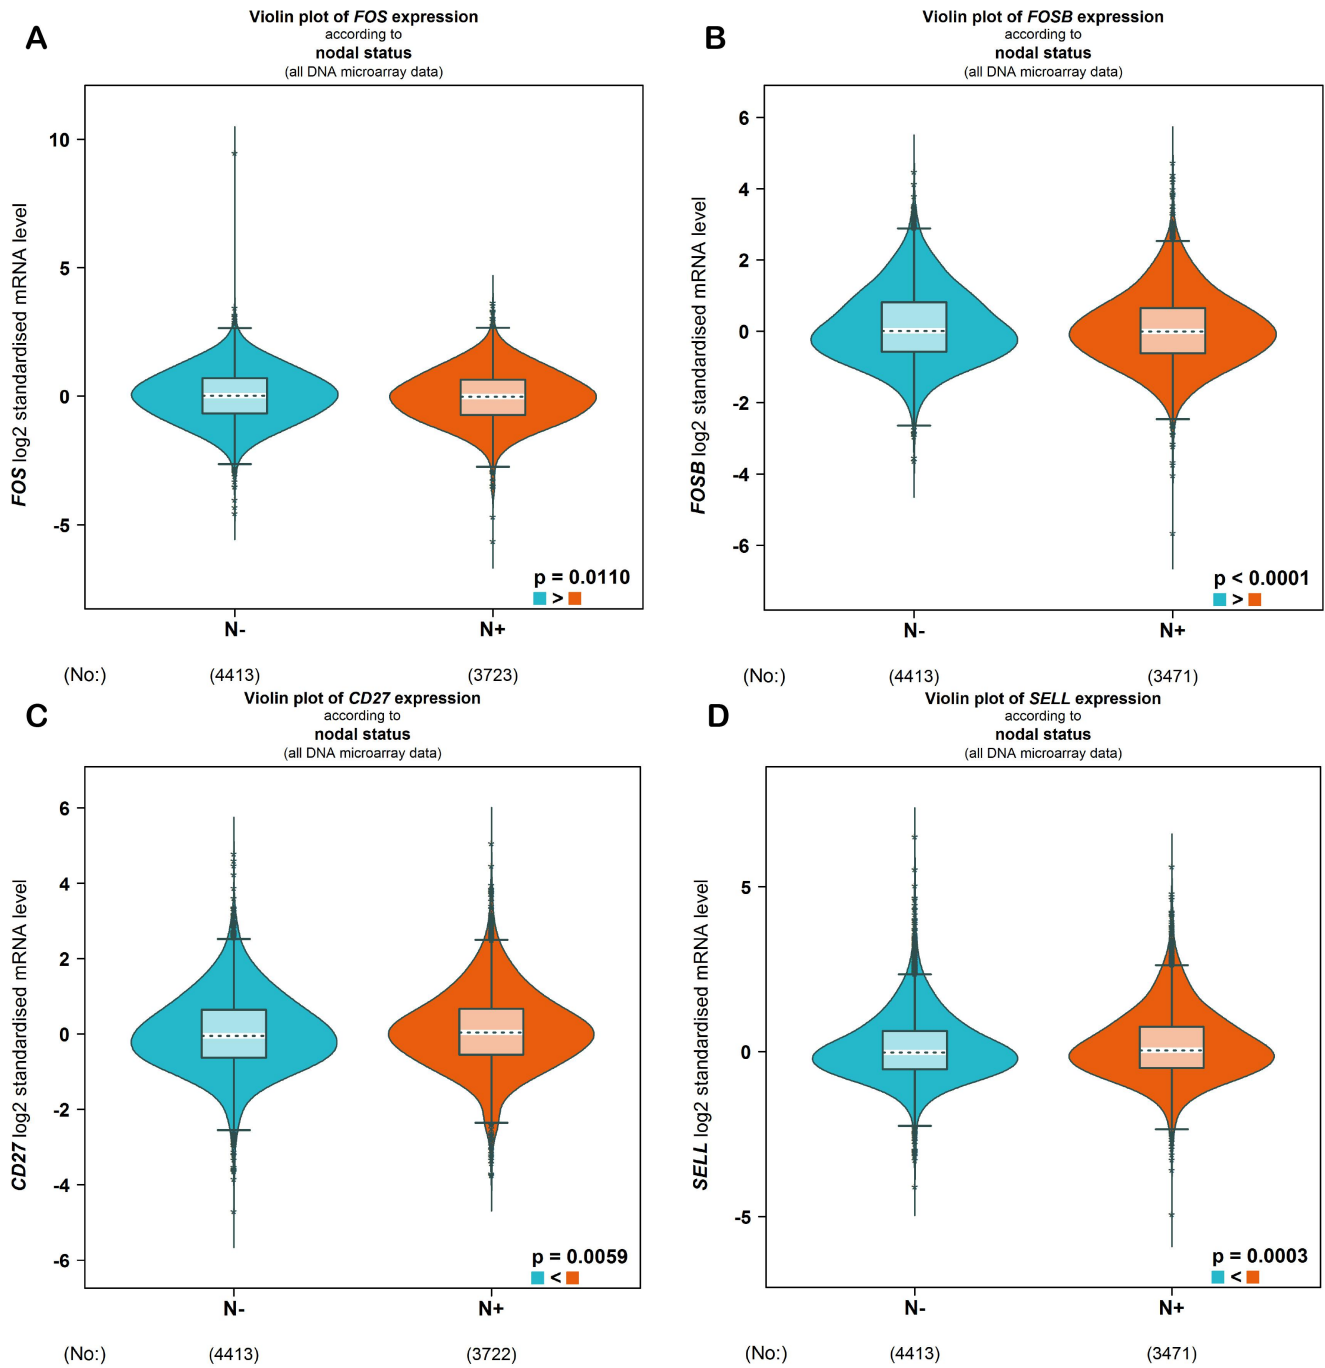 A
Violin plot of FOS expression
according to
nodal status
(all DNA microarray data)
FOS log2 standardised mRNA level
10
5
0
-5
p = 0.0110
>
N-
N+
(No:)
(4413)
(3723)
B
Violin plot of FOSB expression
according to
nodal status
(all DNA microarray data)
FOSB log2 standardised mRNA level
6
4
2
0
-2
-4
-6
p < 0.0001
>
N-
N+
(No:)
(4413)
(3471)
C
Violin plot of CD27 expression
according to
nodal status
(all DNA microarray data)
CD27 log2 standardised mRNA level
6
4
2
0
-2
-4
-6
p = 0.0059
<
N-
N+
(No:)
(4413)
(3722)
D
Violin plot of SELL expression
according to
nodal status
(all DNA microarray data)
SELL log2 standardised mRNA level
5
0
-5
p = 0.0003
<
N-
N+
(No:)
(4413)
(3471)